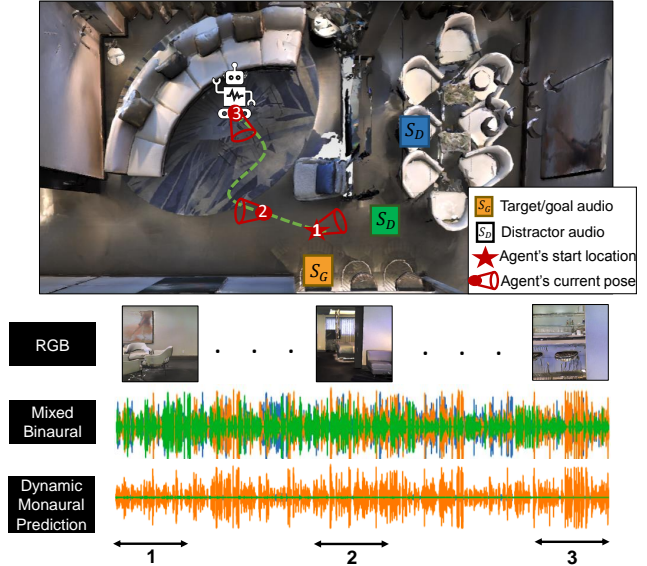 3
S_D
2
1
S_D
S_G
S_G Target/goal audio
S_D Distractor audio
Agent's start location
Agent's current pose
RGB
. . . . . .
Mixed
Binaural
Dynamic
Monaural
Prediction
1 2 3